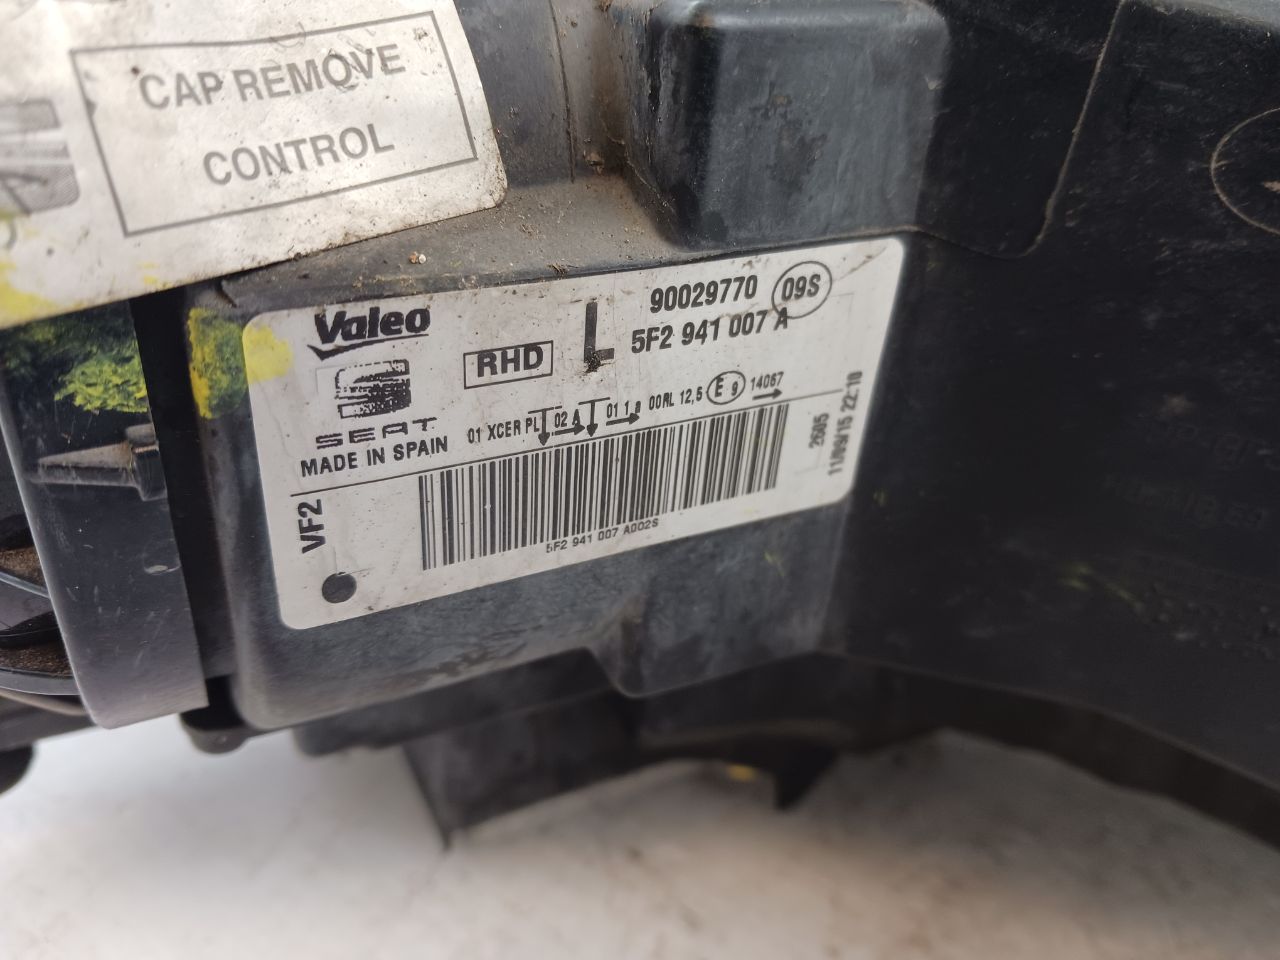 CAP REMOVE
CONTROL
Valeo
90029770 09S
RHD L 5F2 941 007 A
SEAT
MADE IN SPAIN
01 XCER PL 02 A 01 1 a 00RL 12,5 E 9 14067
2605
11/09/15 22:10
VF2
5F2 941 007 A002S